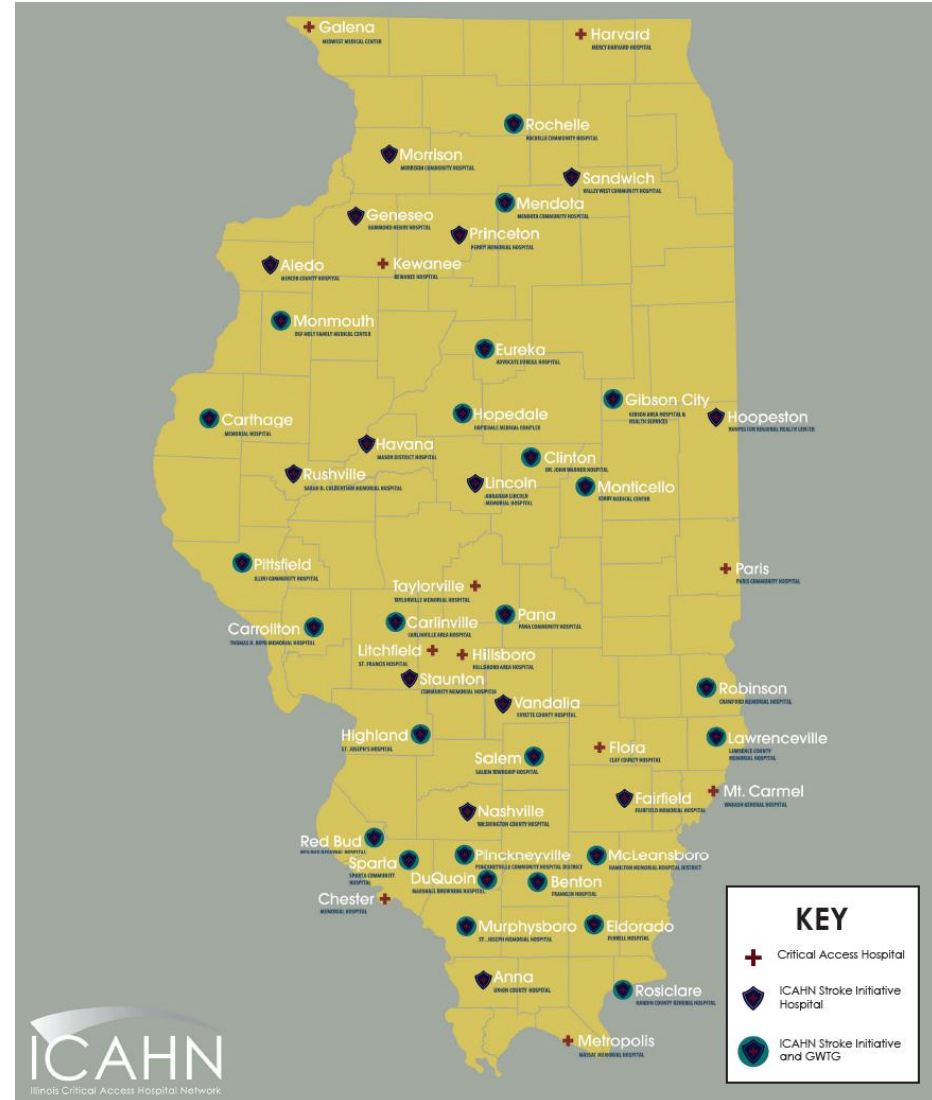 Galena
MIDWEST MEDICAL CENTER
Harvard
MERCY HARVARD HOSPITAL
Rochelle
ROCHELLE COMMUNITY HOSPITAL
Morrison
MORRISON COMMUNITY HOSPITAL
Sandwich
VALLEY WEST COMMUNITY HOSPITAL
Mendota
MENDOTA COMMUNITY HOSPITAL
Geneseo
HAMMOND HENRY HOSPITAL
Princeton
PERRY MEMORIAL HOSPITAL
Aledo
MERCER COUNTY HOSPITAL
Kewanee
KEWANEE HOSPITAL
Monmouth
OSF HOLY FAMILY MEDICAL CENTER
Eureka
ADVOCATE EUREKA HOSPITAL
Gibson City
GIBSON AREA HOSPITAL &
HEALTH SERVICES
Hopedale
HOPEDALE MEDICAL COMPLEX
Hoopeston
HOOPESTON REGIONAL HEALTH CENTER
Carthage
MEMORIAL HOSPITAL
Havana
MASON DISTRICT HOSPITAL
Clinton
DR. JOHN WARNER HOSPITAL
Rushville
SARAH D. CULBERTSON MEMORIAL HOSPITAL
Lincoln
ABRAHAM LINCOLN
MEMORIAL HOSPITAL
Monticello
KIRBY MEDICAL CENTER
Pittsfield
ILLINI COMMUNITY HOSPITAL
Paris
PARIS COMMUNITY HOSPITAL
Taylorville
TAYLORVILLE MEMORIAL HOSPITAL
Pana
PANA COMMUNITY HOSPITAL
Carlinville
CARLINVILLE AREA HOSPITAL
Carrollton
THOMAS H. BOYD MEMORIAL HOSPITAL
Litchfield
ST. FRANCIS HOSPITAL
Hillsboro
HILLSBORO AREA HOSPITAL
Staunton
COMMUNITY MEMORIAL HOSPITAL
Robinson
CRAWFORD MEMORIAL HOSPITAL
Vandalia
FAYETTE COUNTY HOSPITAL
Highland
ST. JOSEPH'S HOSPITAL
Lawrenceville
LAWRENCE COUNTY
MEMORIAL HOSPITAL
Salem
SALEM TOWNSHIP HOSPITAL
Flora
CLAY COUNTY HOSPITAL
Mt. Carmel
WABASH GENERAL HOSPITAL
Fairfield
FAIRFIELD MEMORIAL HOSPITAL
Nashville
WASHINGTON COUNTY HOSPITAL
Red Bud
RED BUD REGIONAL HOSPITAL
Sparta
SPARTA COMMUNITY
HOSPITAL
Pinckneyville
PINCKNEYVILLE COMMUNITY HOSPITAL DISTRICT
McLeansboro
HAMILTON MEMORIAL HOSPITAL DISTRICT
DuQuoin
MARSHALL BROWNING HOSPITAL
Benton
FRANKLIN HOSPITAL
Chester
MEMORIAL HOSPITAL
Murphysboro
ST. JOSEPH MEMORIAL HOSPITAL
Eldorado
FERRELL HOSPITAL
Anna
UNION COUNTY HOSPITAL
Rosiclare
HARDIN COUNTY GENERAL HOSPITAL
Metropolis
MASSAC MEMORIAL HOSPITAL
KEY
Critical Access Hospital
ICAHN Stroke Initiative
Hospital
ICAHN Stroke Initiative
and GWTG
ICAHN
Illinois Critical Access Hospital Network